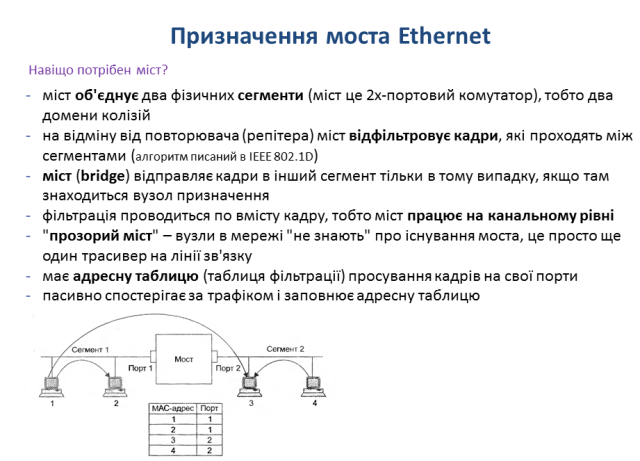 Призначення моста Ethernet
Навіщо потрібен міст?
- міст об'єднує два фізичних сегменти (міст це 2х-портовий комутатор), тобто два
домени колізій
- на відміну від повторювача (репітера) міст відфільтровує кадри, які проходять між
сегментами (алгоритм писаний в IEEE 802.1D)
- міст (bridge) відправляє кадри в інший сегмент тільки в тому випадку, якщо там
знаходиться вузол призначення
- фільтрація проводиться по вмісту кадру, тобто міст працює на канальному рівні
- "прозорий міст" – вузли в мережі "не знають" про існування моста, це просто ще
один трасивер на лінії зв'язку
- має адресну таблицю (таблиця фільтрації) просування кадрів на свої порти
- пасивно спостерігає за трафіком і заповнює адресну таблицю
Сегмент 1 Мост Сегмент 2
Порт 1 Порт 2
1 2 3 4
МАС-адрес Порт
1 1
2 1
3 2
4 2